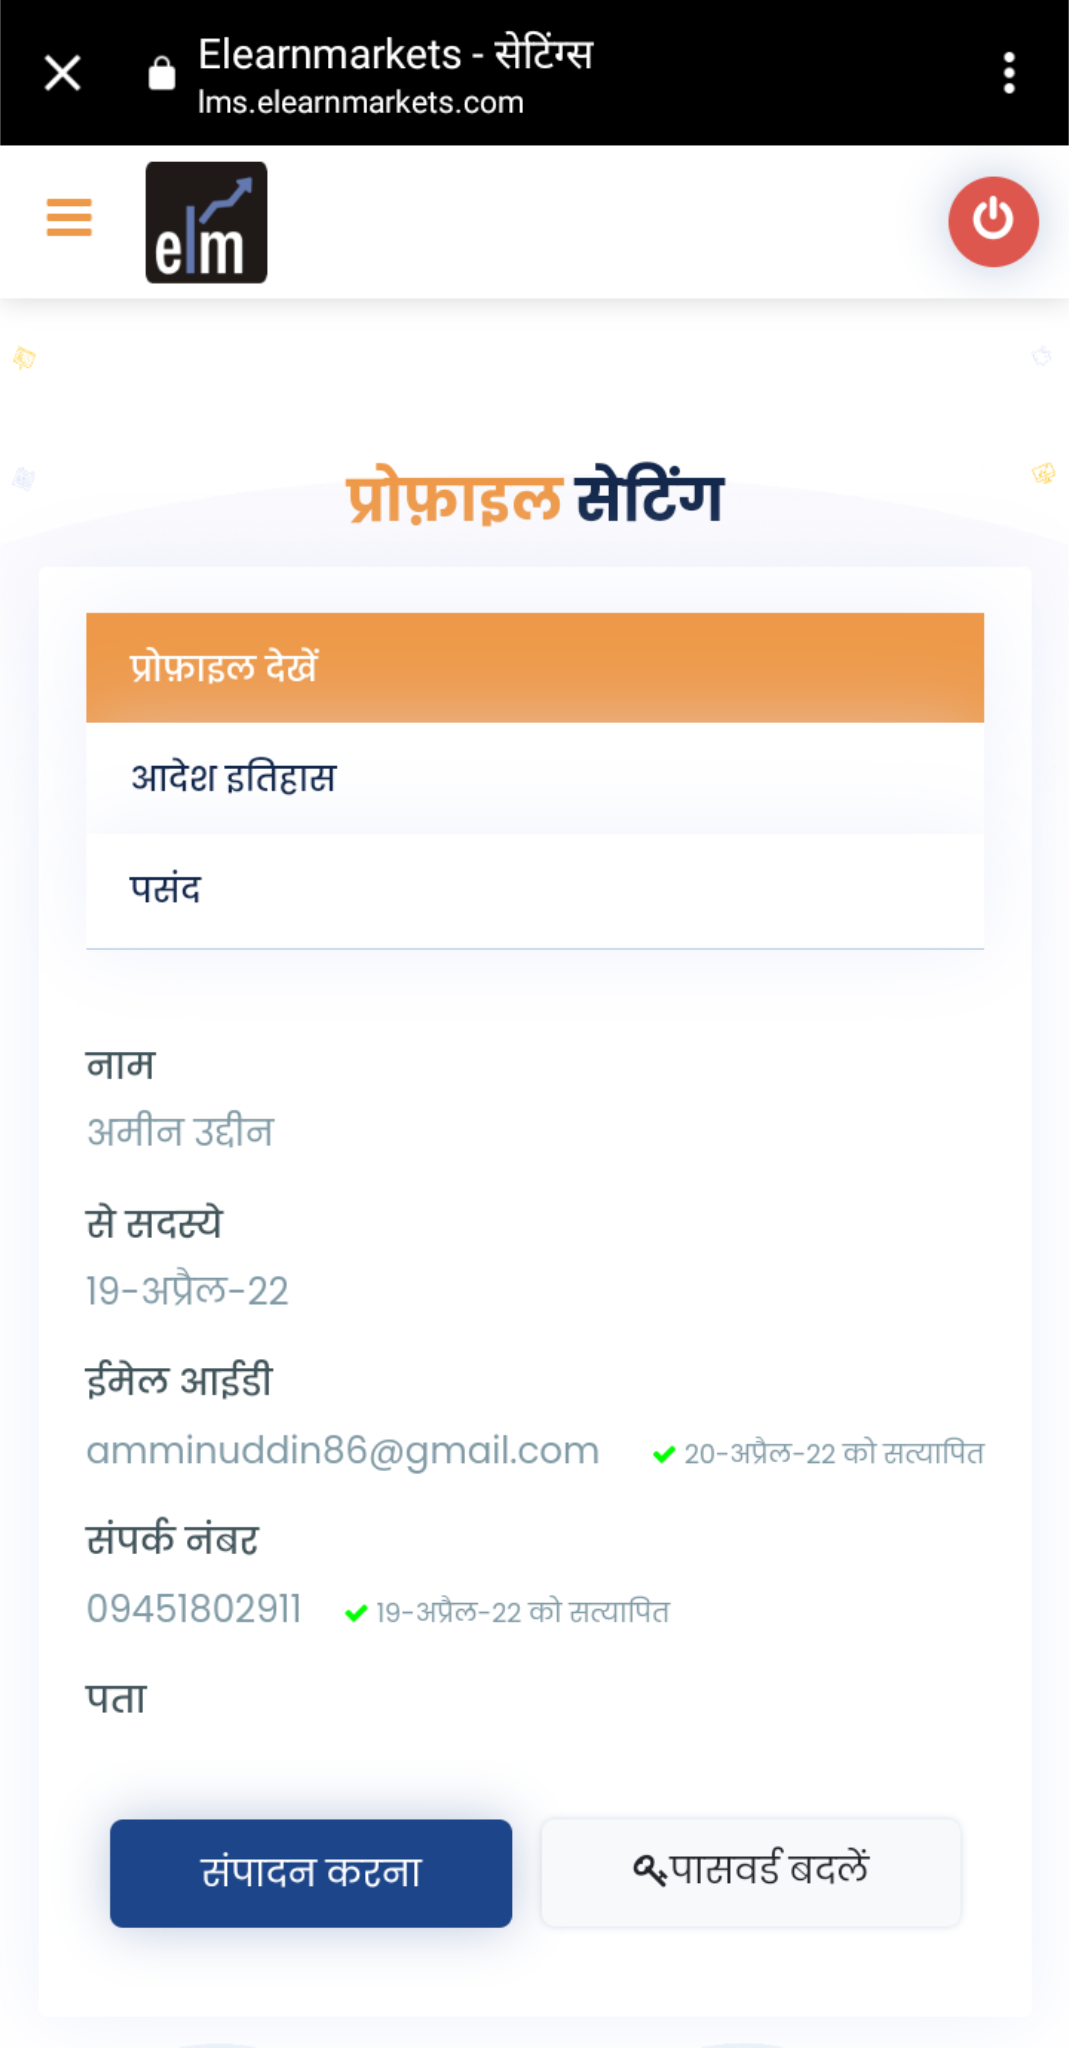 Elearnmarkets - सेटिंग्स
lms.elearnmarkets.com
elm
प्रोफ़ाइल सेटिंग
प्रोफ़ाइल देखें
आदेश इतिहास
पसंद
नाम
अमीन उद्दीन
से सदस्ये
19-अप्रैल-22
ईमेल आईडी
amminuddin86@gmail.com 20-अप्रैल-22 को सत्यापित
संपर्क नंबर
09451802911 19-अप्रैल-22 को सत्यापित
पता
संपादन करना पासवर्ड बदलें